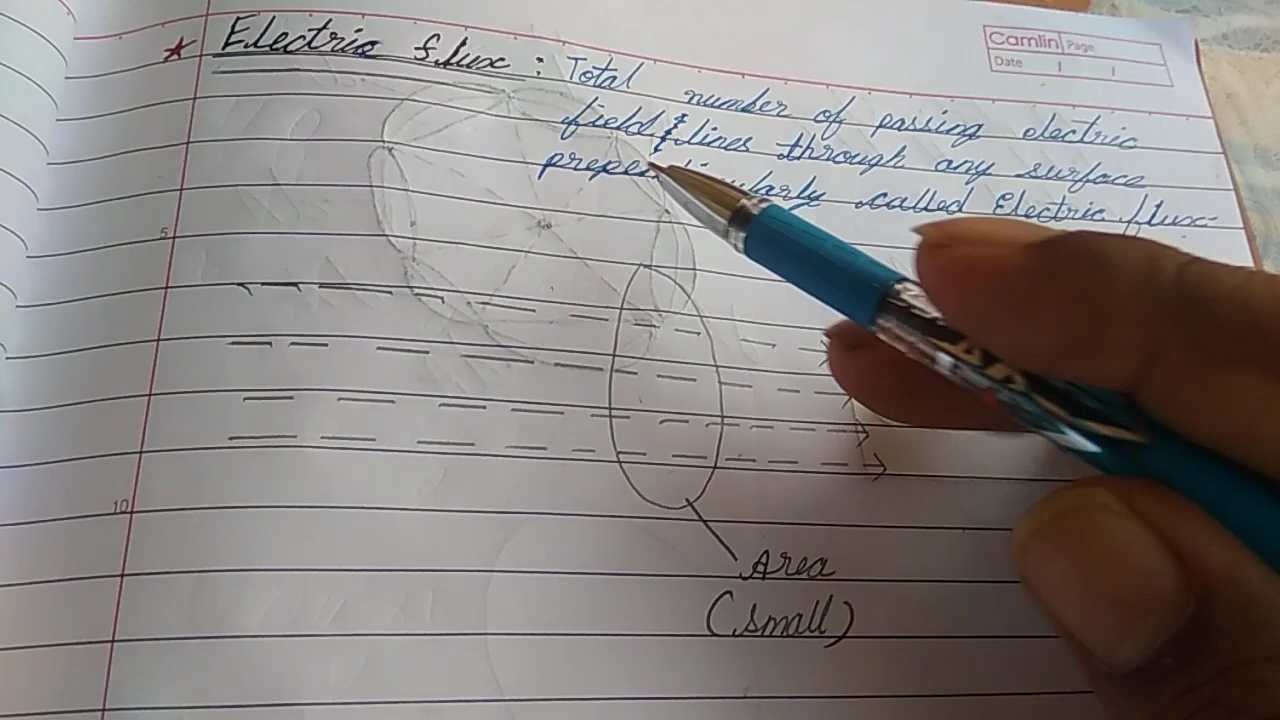 Camlin Page
Date / /
* Electric flux : Total number of passing electric
field & lines through any surface
called Electric flux
5
10
Area
(small)